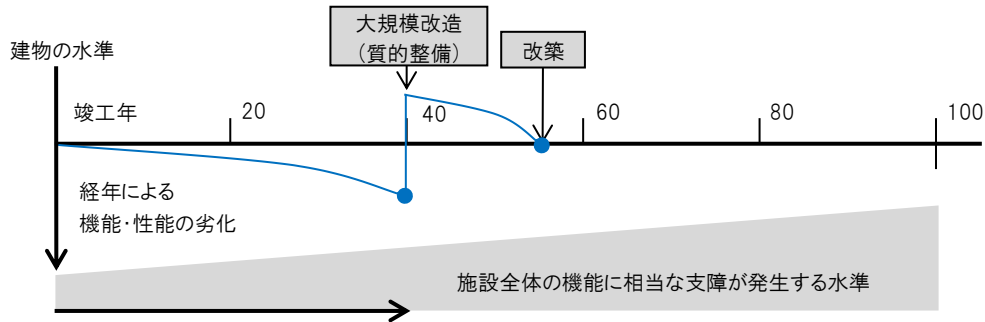 大規模改造
（質的整備）
改築
建物の水準
竣工年
20
40
60
80
100
経年による
機能・性能の劣化
施設全体の機能に相当な支障が発生する水準